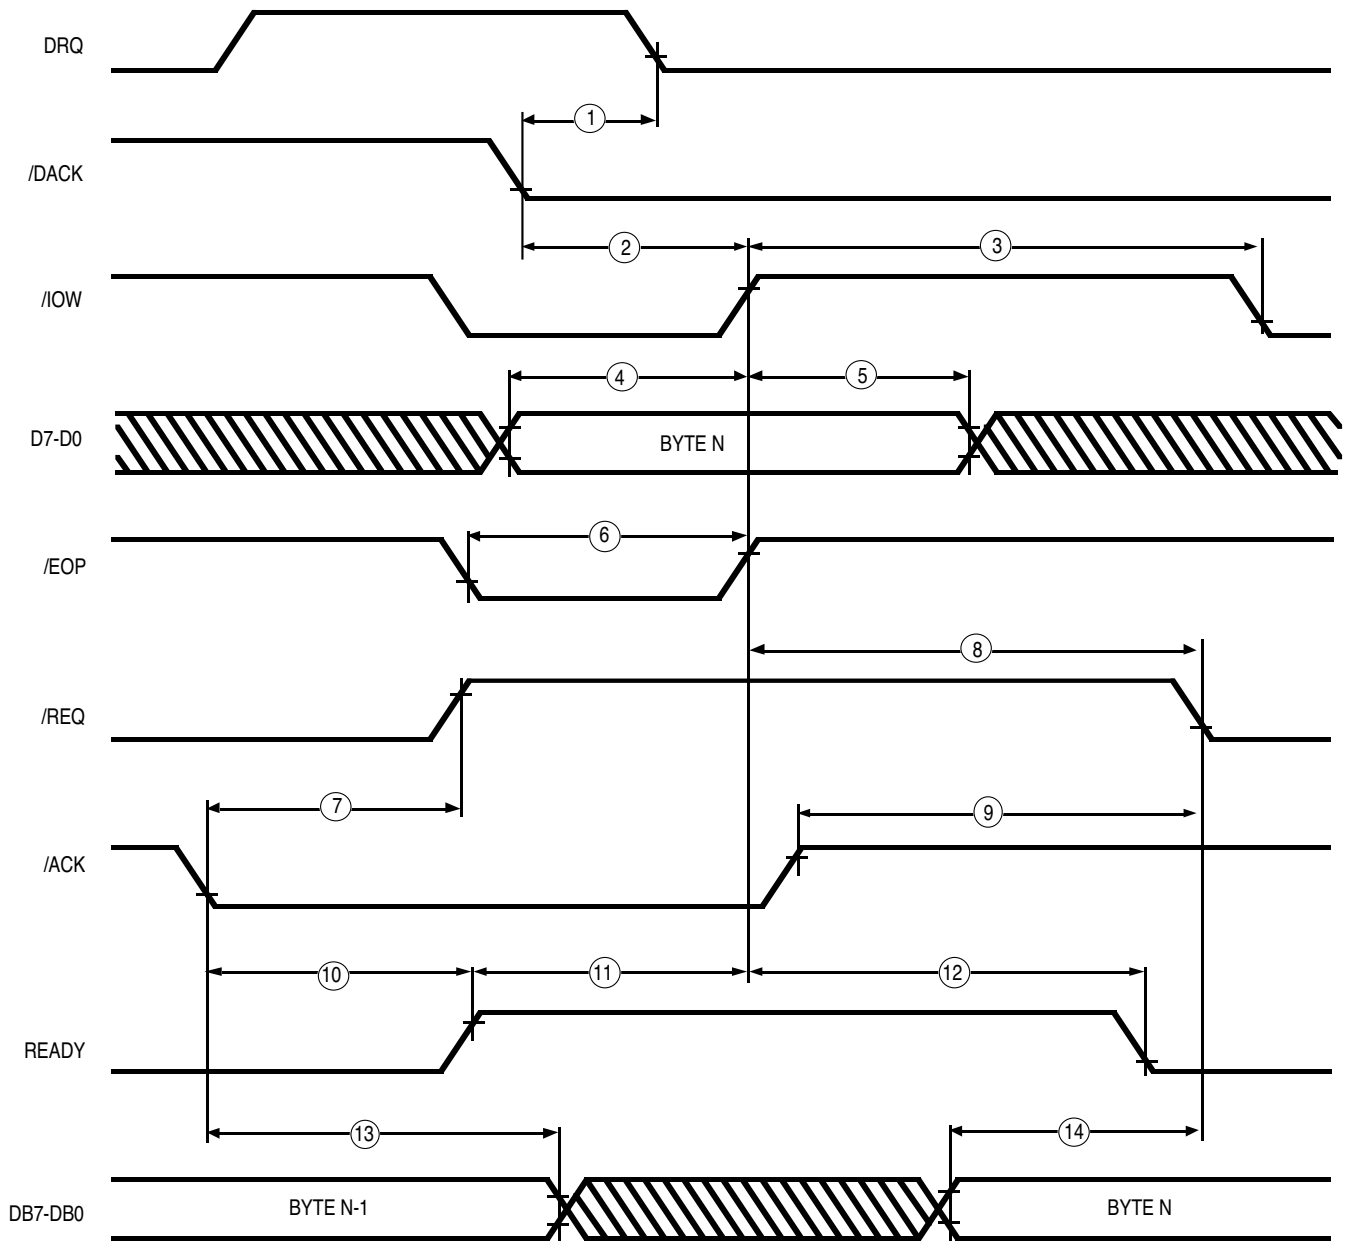 DRQ
1
/DACK
2
3
/IOW
4
5
D7-D0
BYTE N
6
/EOP
8
/REQ
7
9
/ACK
10
11
12
READY
13
14
DB7-DB0
BYTE N-1
BYTE N